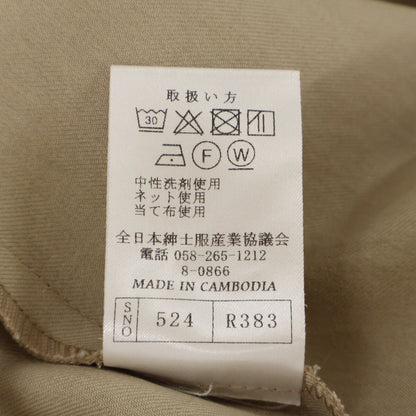 取扱い方
30
F W
中性洗剤使用
ネット使用
当て布使用
全日本紳士服産業協議会
電話 058-265-1212
8-0866
MADE IN CAMBODIA
SNO 524 R383